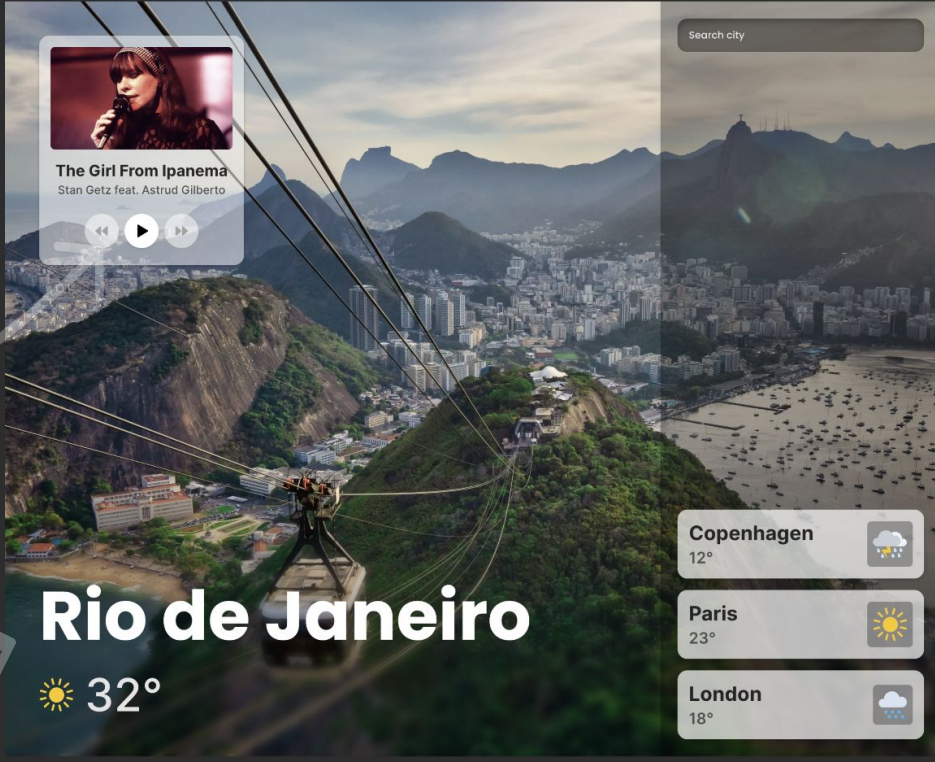 Search city
The Girl From Ipanema
Stan Getz feat. Astrud Gilberto
Rio de Janeiro
32°
Copenhagen
12°
Paris
23°
London
18°